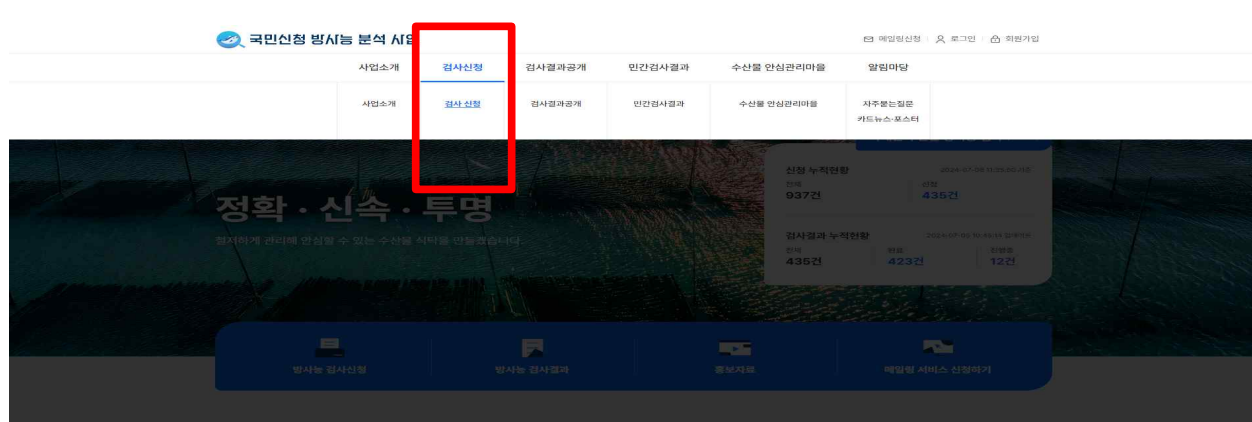 국민신청 방사능 분석 사업
메일링신청 로그인 회원가입
사업소개 검사신청 검사결과공개 민간검사결과 수산물 안심관리마을 알림마당
사업소개 검사 신청 검사결과공개 민간검사결과 수산물 안심관리마을 자주묻는질문
카드뉴스·포스터
신청 누적현황
전체 신청
937건 435건
정확 · 신속 · 투명
철저하게 관리해 안심할 수 있는 수산물 식탁을 만들겠습니다.
검사결과 누적현황
전체 완료 진행중
435건 423건 12건
방사능 검사신청 방사능 검사결과 홍보자료 메일링 서비스 신청하기